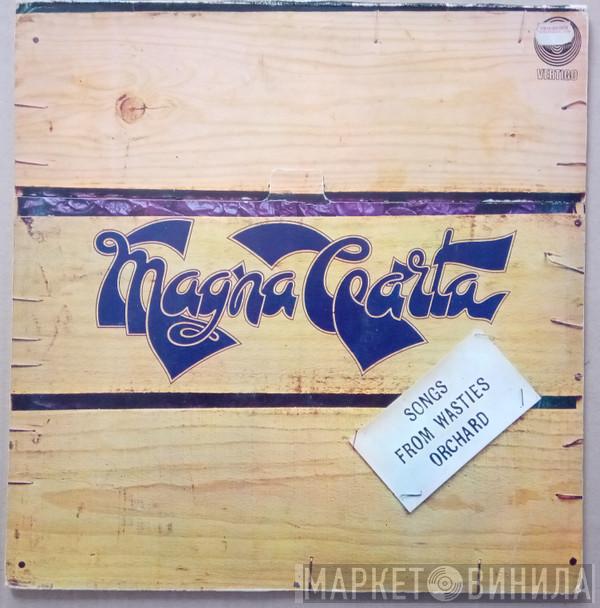 VERTIGO
Magna Carta
SONGS
FROM WASTIES
ORCHARD
МАРКЕТ ВИНИЛА